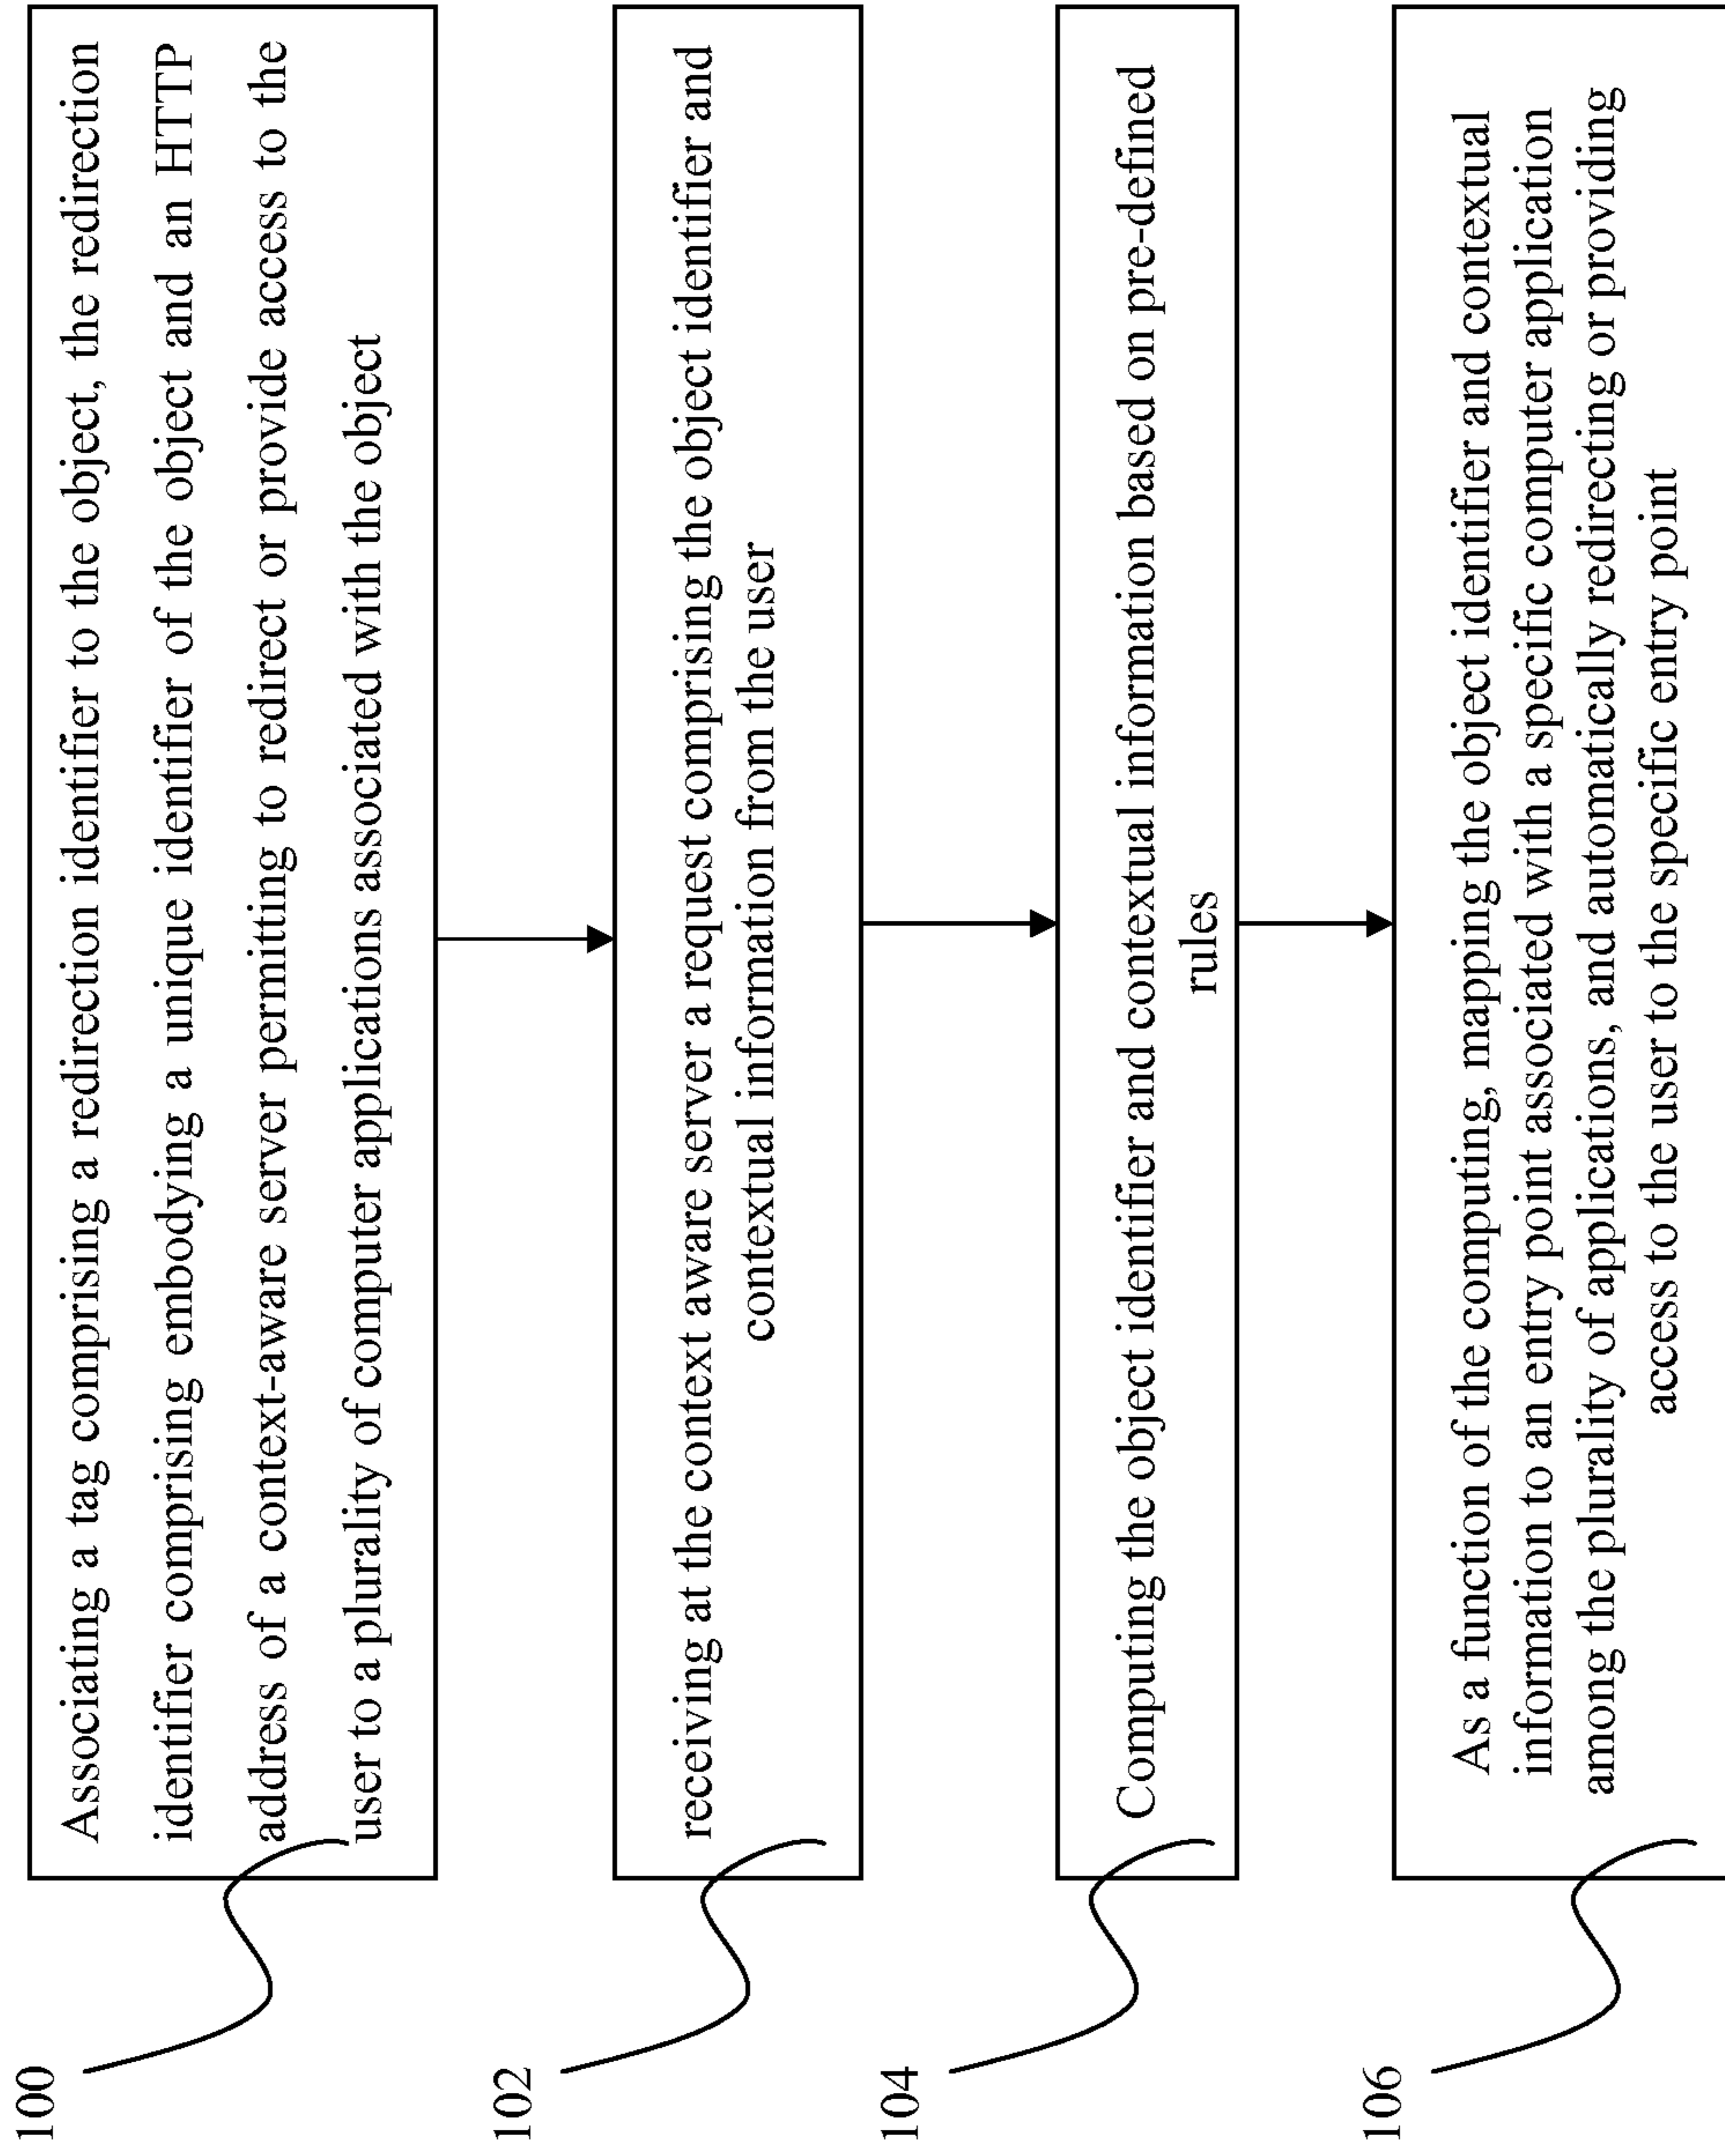 100
Associating a tag comprising a redirection identifier to the object, the redirection
identifier comprising embodying a unique identifier of the object and an HTTP
address of a context-aware server permitting to redirect or provide access to the
user to a plurality of computer applications associated with the object
102
receiving at the context aware server a request comprising the object identifier and
contextual information from the user
104
Computing the object identifier and contextual information based on pre-defined
rules
106
As a function of the computing, mapping the object identifier and contextual
information to an entry point associated with a specific computer application
among the plurality of applications, and automatically redirecting or providing
access to the user to the specific entry point